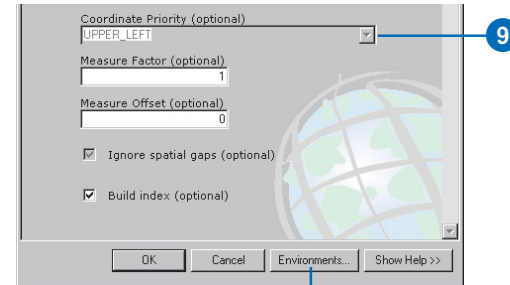 Coordinate Priority (optional)
UPPER_LEFT
9
Measure Factor (optional)
1
Measure Offset (optional)
0
Ignore spatial gaps (optional)
Build index (optional)
OK Cancel Environments... Show Help >>